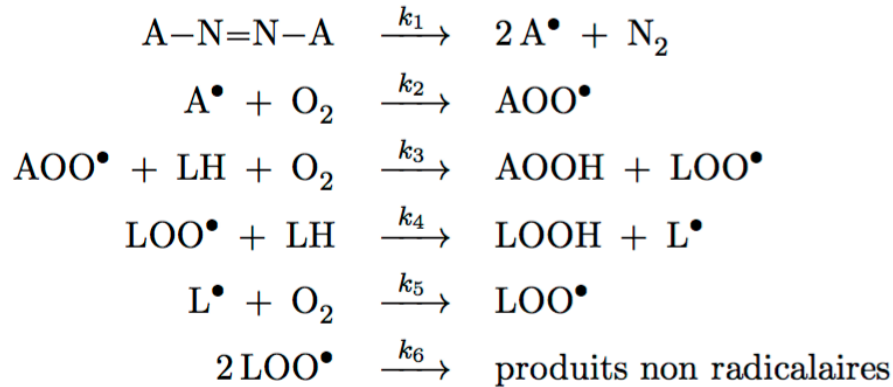 A−N=N−A k₁⟶ 2 A• + N₂
A• + O₂ k₂⟶ AOO•
AOO• + LH + O₂ k₃⟶ AOOH + LOO•
LOO• + LH k₄⟶ LOOH + L•
L• + O₂ k₅⟶ LOO•
2 LOO• k₆⟶ produits non radicalaires